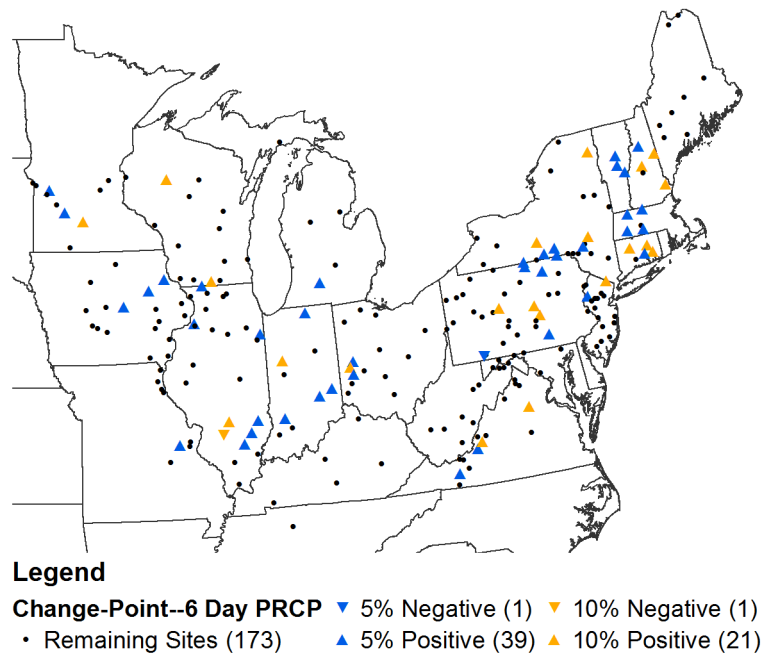 Legend
Change-Point--6 Day PRCP ▼ 5% Negative (1) ▼ 10% Negative (1)
• Remaining Sites (173) ▲ 5% Positive (39) ▲ 10% Positive (21)